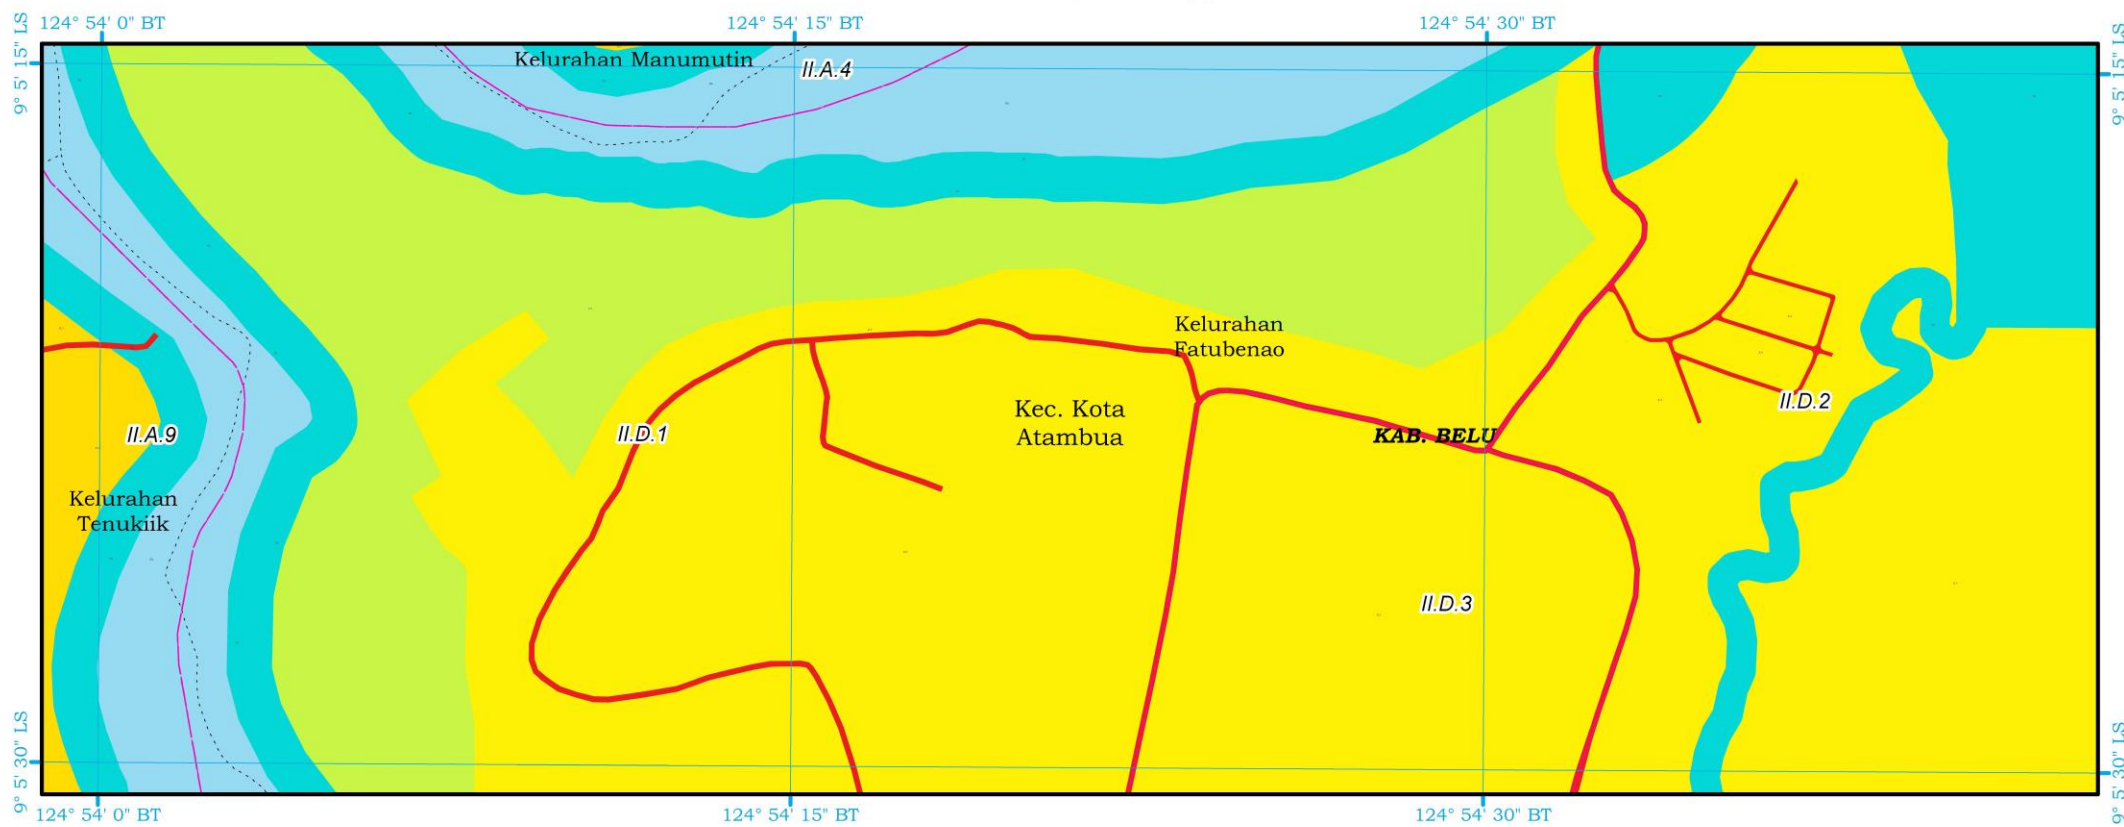 124° 54' 0" BT
124° 54' 15" BT
124° 54' 30" BT
9° 5' 15" LS
9° 5' 15" LS
Kelurahan Manumutin
II.A.4
Kelurahan
Fatubenao
Kec. Kota
Atambua
II.D.2
II.A.9
II.D.1
KAB. BELU
Kelurahan
Tenukiik
II.D.3
9° 5' 30" LS
9° 5' 30" LS
124° 54' 0" BT
124° 54' 15" BT
124° 54' 30" BT